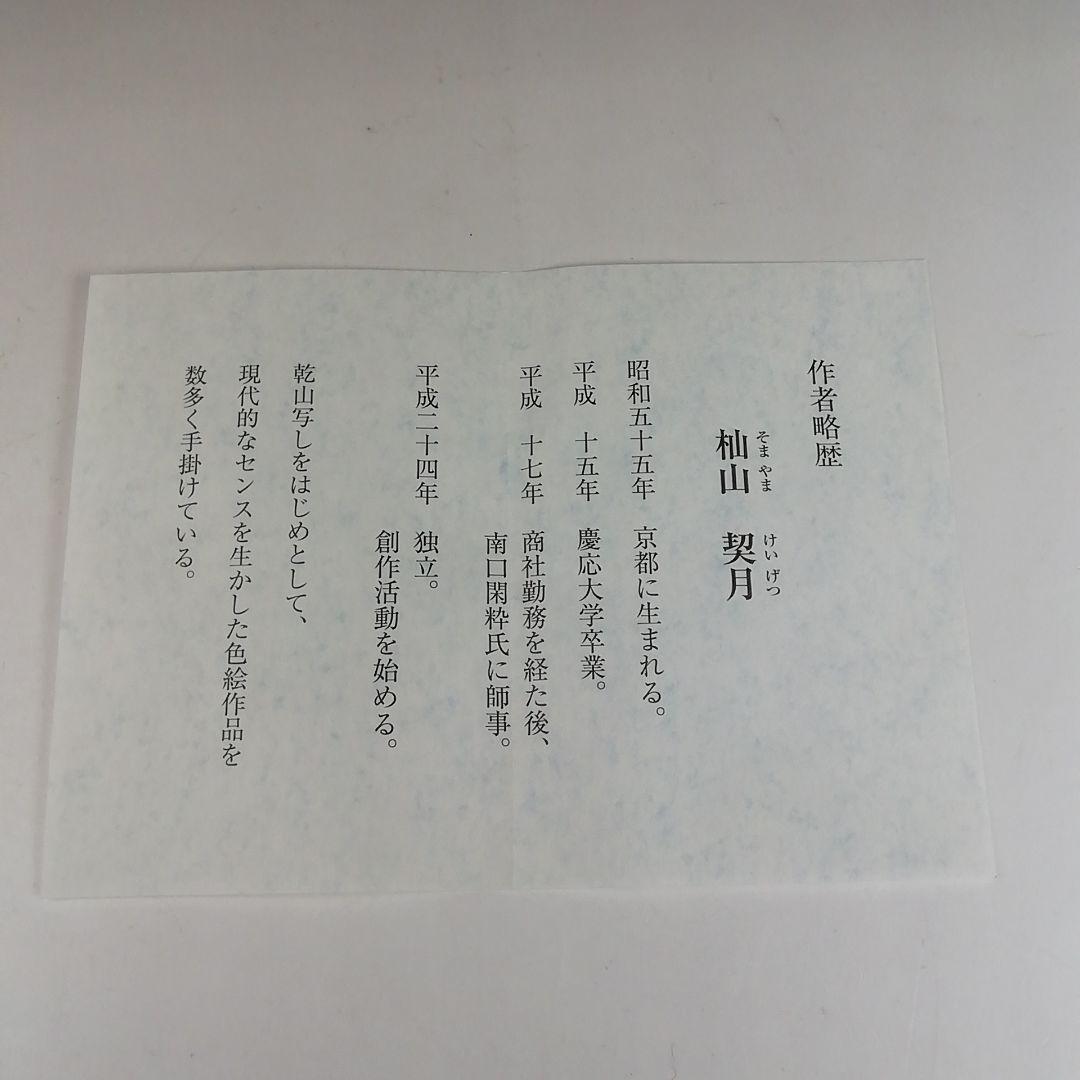 作者略歴
そま やま けい げつ
杣山 契月
昭和五十五年 京都に生まれる。
平成 十五年 慶応大学卒業。
平成 十七年 商社勤務を経た後、
南口閑粋氏に師事。
平成二十四年 独立。
創作活動を始める。
乾山写しをはじめとして、
現代的なセンスを生かした色絵作品を
数多く手掛けている。